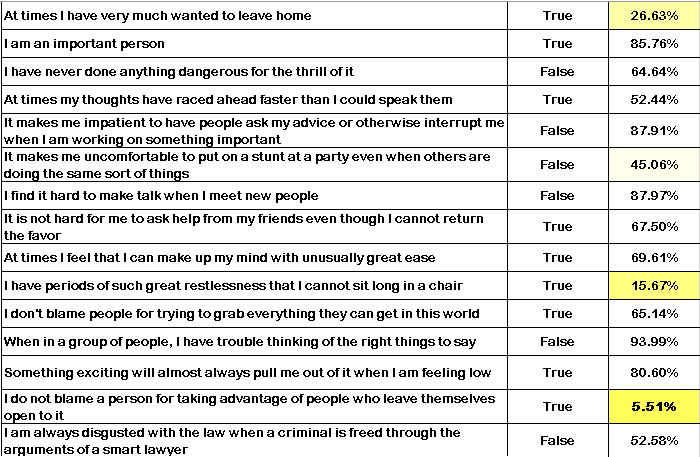 At times I have very much wanted to leave home True 26.63%
I am an important person True 85.76%
I have never done anything dangerous for the thrill of it False 64.64%
At times my thoughts have raced ahead faster than I could speak them True 52.44%
It makes me impatient to have people ask my advice or otherwise interrupt me
when I am working on something important False 87.91%
It makes me uncomfortable to put on a stunt at a party even when others are
doing the same sort of things False 45.06%
I find it hard to make talk when I meet new people False 87.97%
It is not hard for me to ask help from my friends even though I cannot return
the favor True 67.50%
At times I feel that I can make up my mind with unusually great ease True 69.61%
I have periods of such great restlessness that I cannot sit long in a chair True 15.67%
I don't blame people for trying to grab everything they can get in this world True 65.14%
When in a group of people, I have trouble thinking of the right things to say False 93.99%
Something exciting will almost always pull me out of it when I am feeling low True 80.60%
I do not blame a person for taking advantage of people who leave themselves
open to it True 5.51%
I am always disgusted with the law when a criminal is freed through the
arguments of a smart lawyer False 52.58%